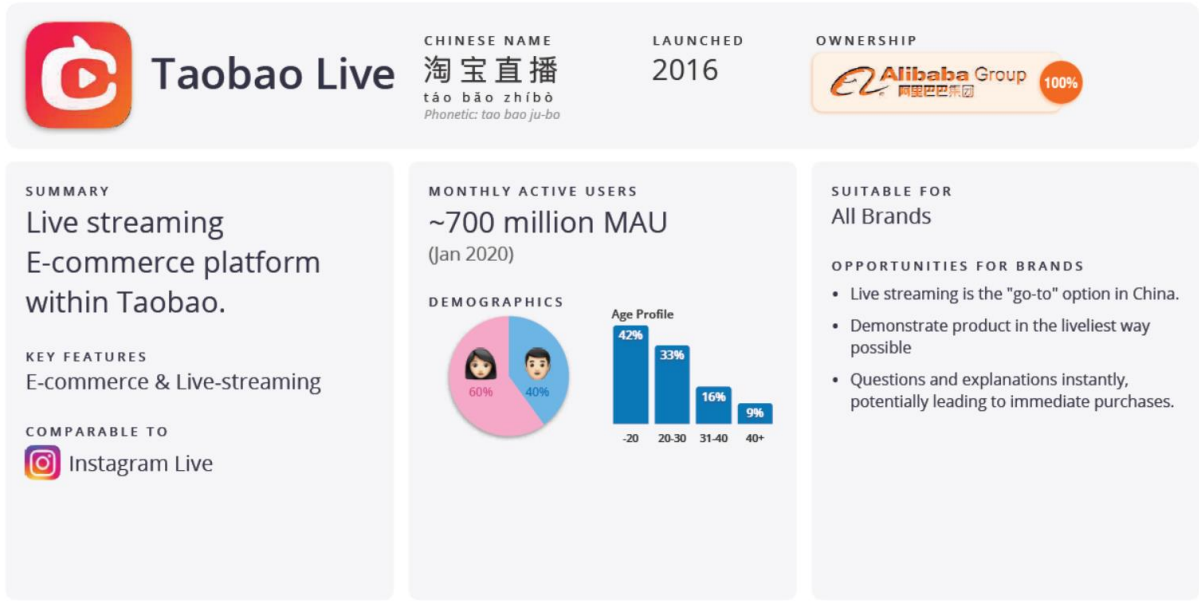 Taobao Live
CHINESE NAME
淘宝直播
táo bǎo zhíbò
Phonetic: tao bao ju-bo
LAUNCHED
2016
OWNERSHIP
Alibaba Group
阿里巴巴集团
100%
SUMMARY
Live streaming
E-commerce platform
within Taobao.
KEY FEATURES
E-commerce & Live-streaming
COMPARABLE TO
Instagram Live
MONTHLY ACTIVE USERS
~700 million MAU
(Jan 2020)
DEMOGRAPHICS
60%
40%
Age Profile
42%
33%
16%
9%
-20 20-30 31-40 40+
SUITABLE FOR
All Brands
OPPORTUNITIES FOR BRANDS
• Live streaming is the "go-to" option in China.
• Demonstrate product in the liveliest way
possible
• Questions and explanations instantly,
potentially leading to immediate purchases.